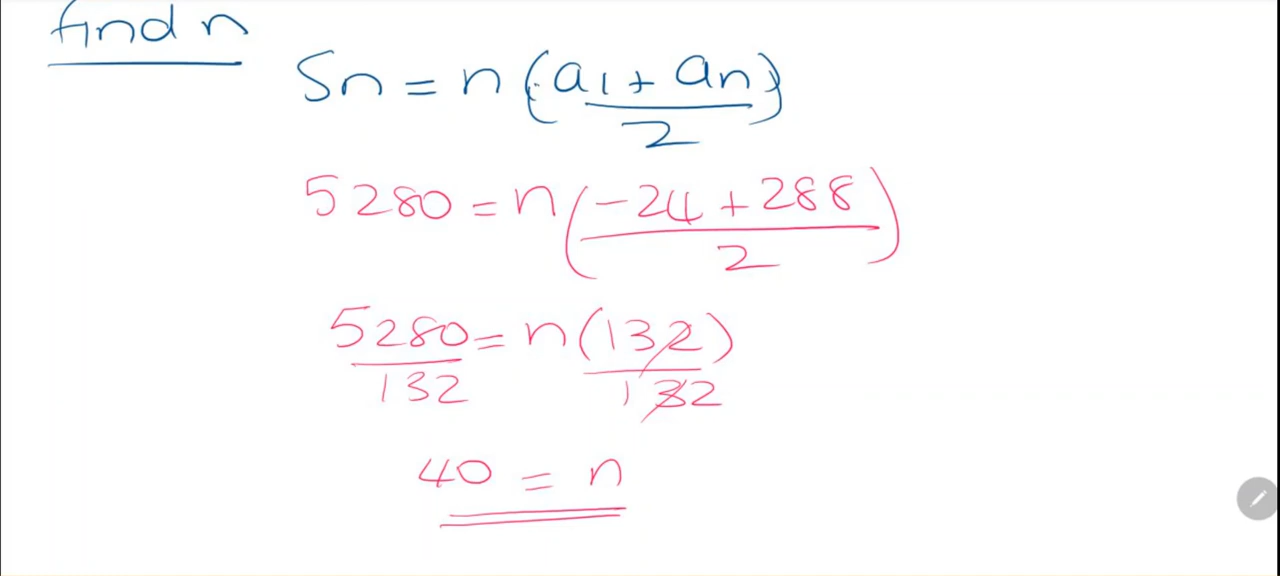 find n
Sn = n (a1 + an / 2)
5280 = n (-24 + 288 / 2)
5280 / 132 = n (132) / 132
40 = n